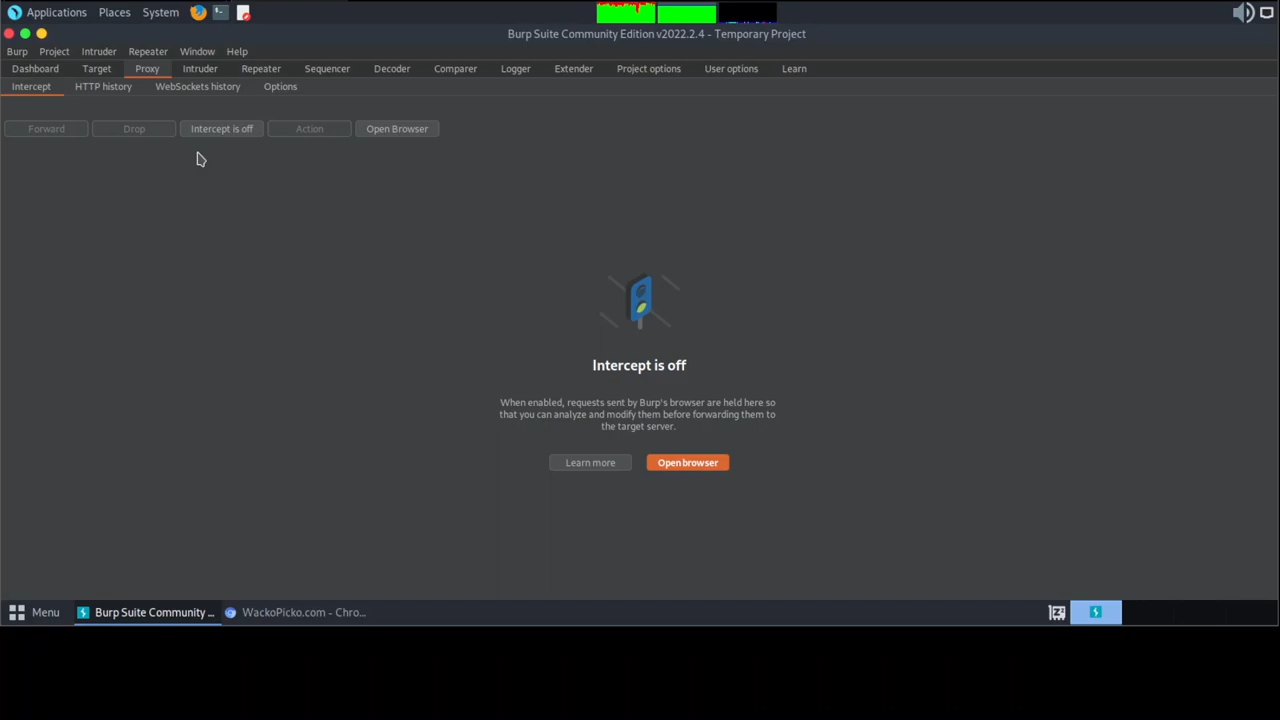 Applications Places System
Burp Suite Community Edition v2022.2.4 - Temporary Project
Burp Project Intruder Repeater Window Help
Dashboard Target Proxy Intruder Repeater Sequencer Decoder Comparer Logger Extender Project options User options Learn
Intercept HTTP history WebSockets history Options
Forward Drop Intercept is off Action Open Browser
Intercept is off
When enabled, requests sent by Burp's browser are held here so
that you can analyze and modify them before forwarding them to
the target server.
Learn more Open browser
Menu Burp Suite Community ... WackoPicko.com - Chro...